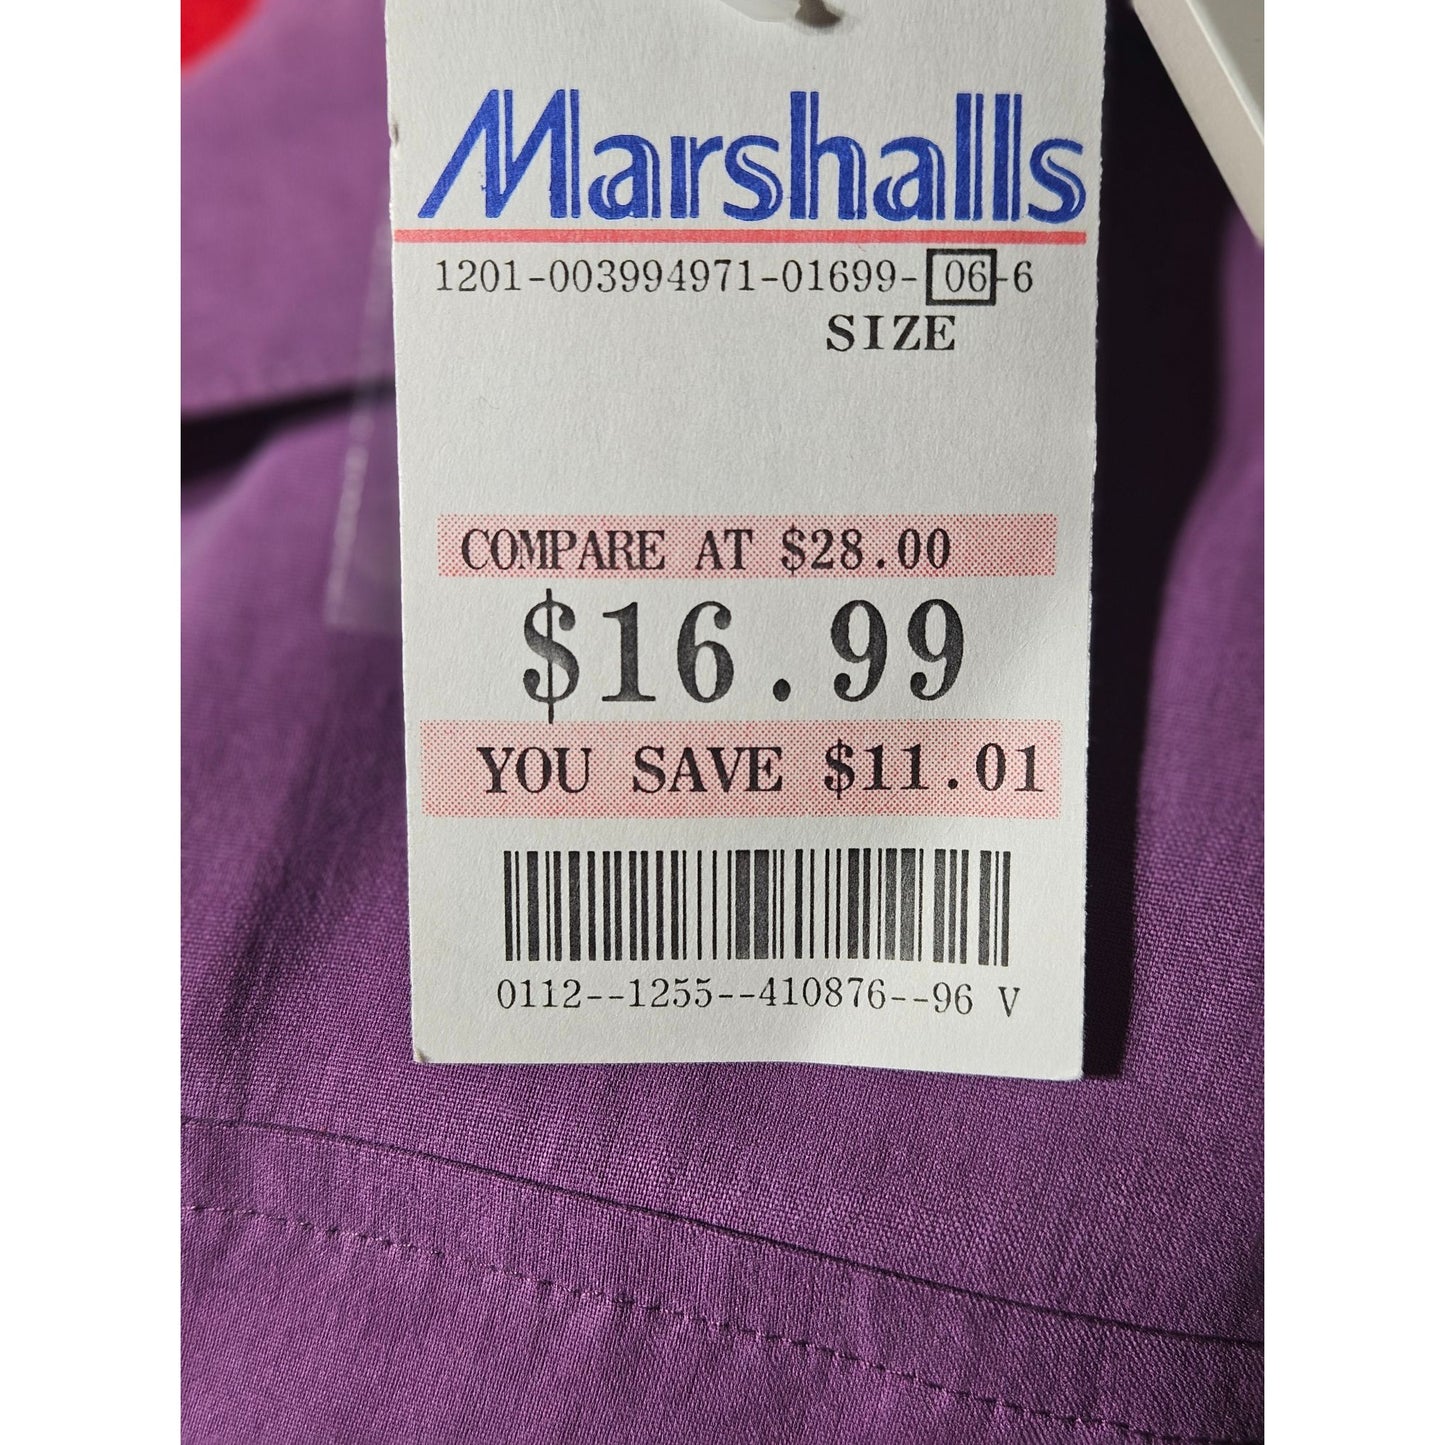 Marshalls
1201-003994971-01699-06-6
SIZE
COMPARE AT $28.00
$16.99
YOU SAVE $11.01
0112--1255--410876--96 V